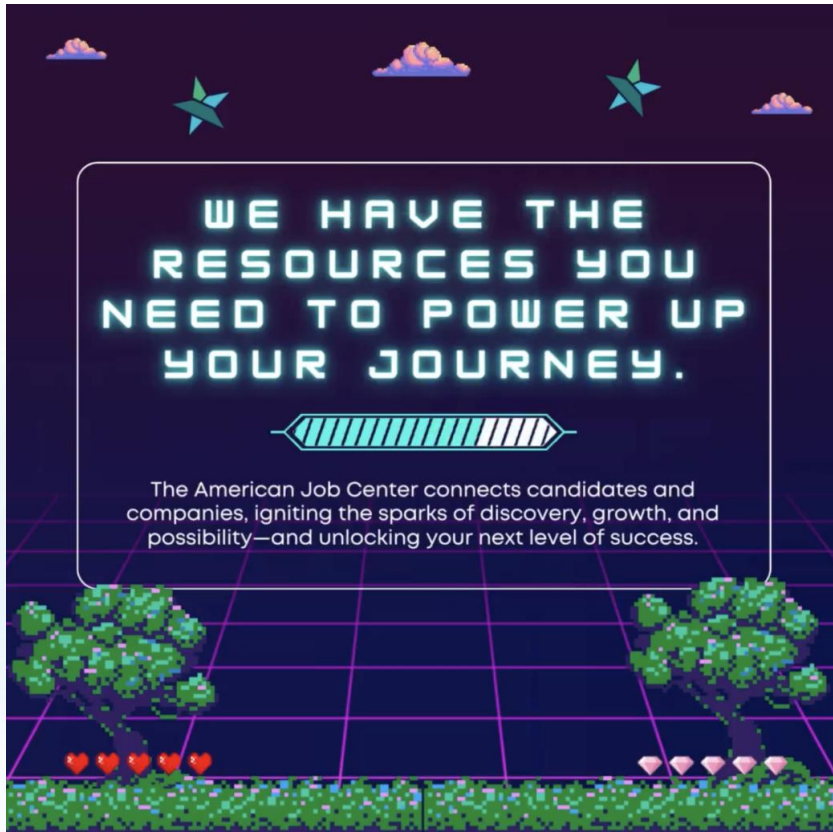 WE HAVE THE
RESOURCES YOU
NEED TO POWER UP
YOUR JOURNEY.
The American Job Center connects candidates and
companies, igniting the sparks of discovery, growth, and
possibility—and unlocking your next level of success.